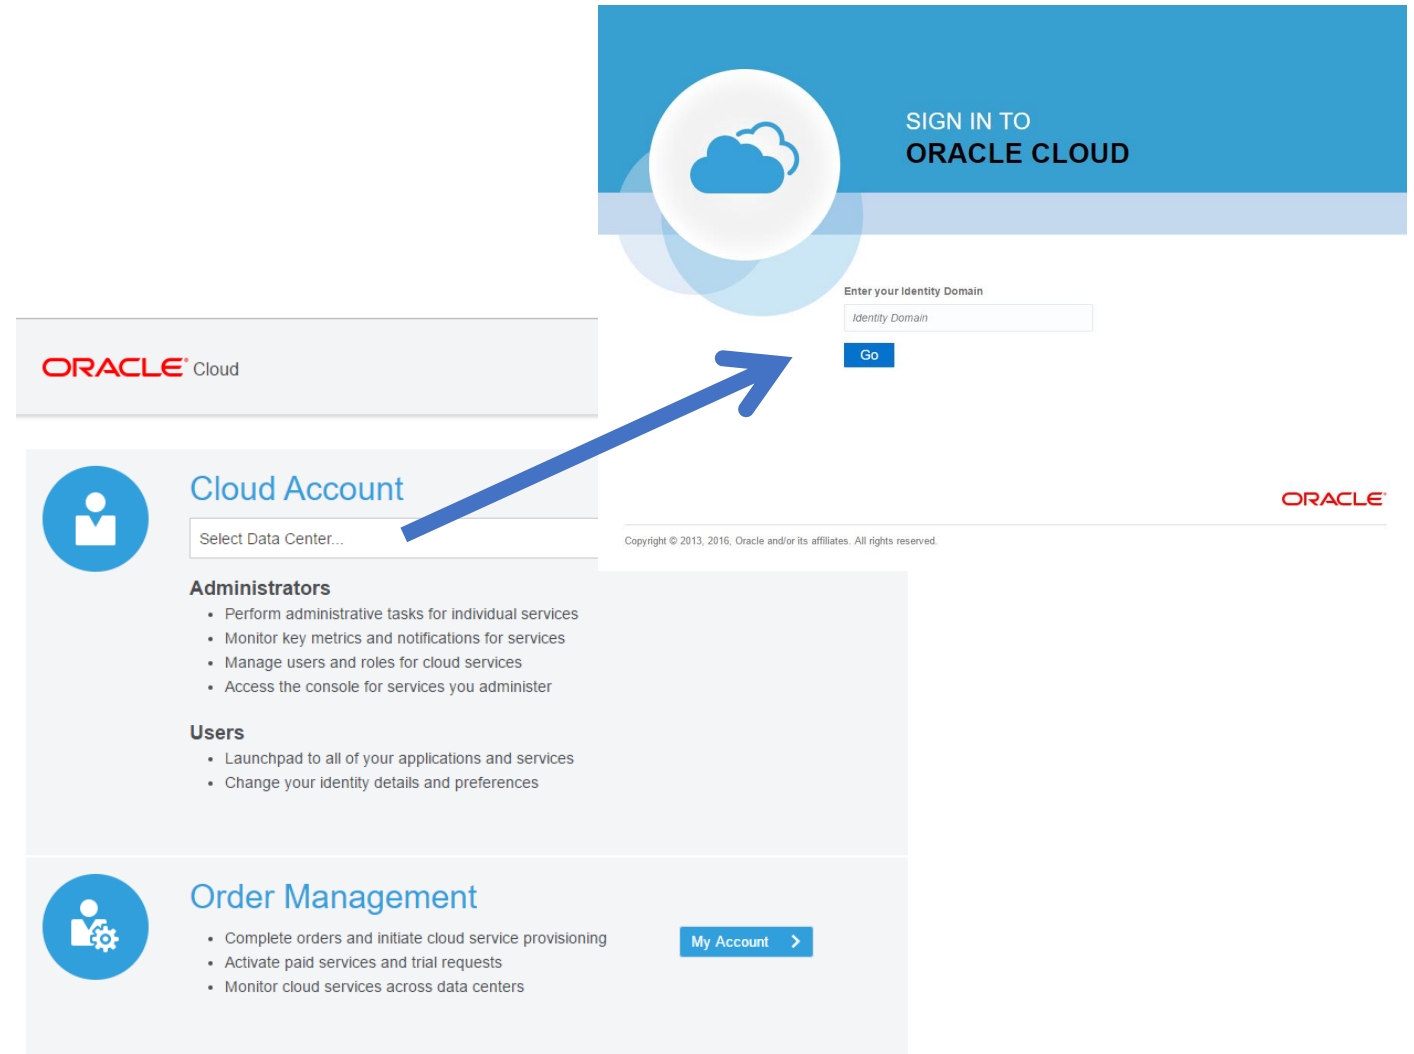 SIGN IN TO
ORACLE CLOUD
Enter your Identity Domain
Identity Domain
Go
ORACLE
Copyright © 2013, 2016, Oracle and/or its affiliates. All rights reserved.
ORACLE Cloud
Cloud Account
Select Data Center...
Administrators
• Perform administrative tasks for individual services
• Monitor key metrics and notifications for services
• Manage users and roles for cloud services
• Access the console for services you administer
Users
• Launchpad to all of your applications and services
• Change your identity details and preferences
Order Management
• Complete orders and initiate cloud service provisioning
• Activate paid services and trial requests
• Monitor cloud services across data centers
My Account